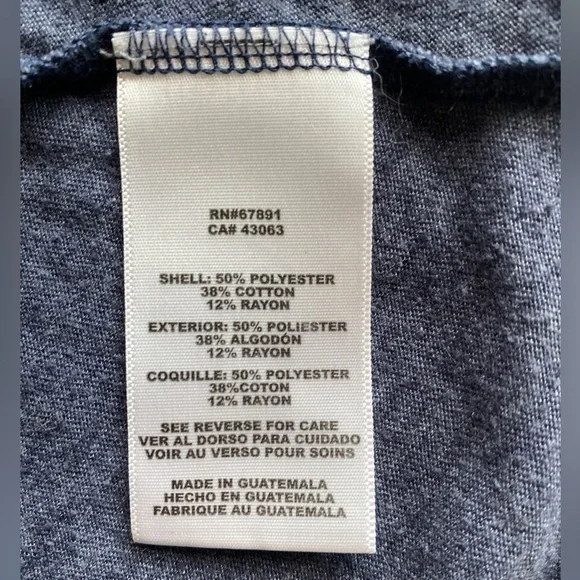 RN#67891
CA# 43063
SHELL: 50% POLYESTER
38% COTTON
12% RAYON
EXTERIOR: 50% POLIESTER
38% ALGODÓN
12% RAYON
COQUILLE: 50% POLYESTER
38%COTON
12% RAYON
SEE REVERSE FOR CARE
VER AL DORSO PARA CUIDADO
VOIR AU VERSO POUR SOINS
MADE IN GUATEMALA
HECHO EN GUATEMALA
FABRIQUE AU GUATEMALA